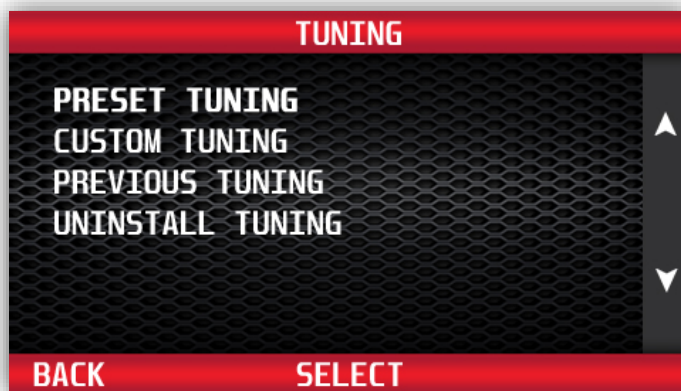 TUNING
PRESET TUNING
CUSTOM TUNING
PREVIOUS TUNING
UNINSTALL TUNING
BACK SELECT